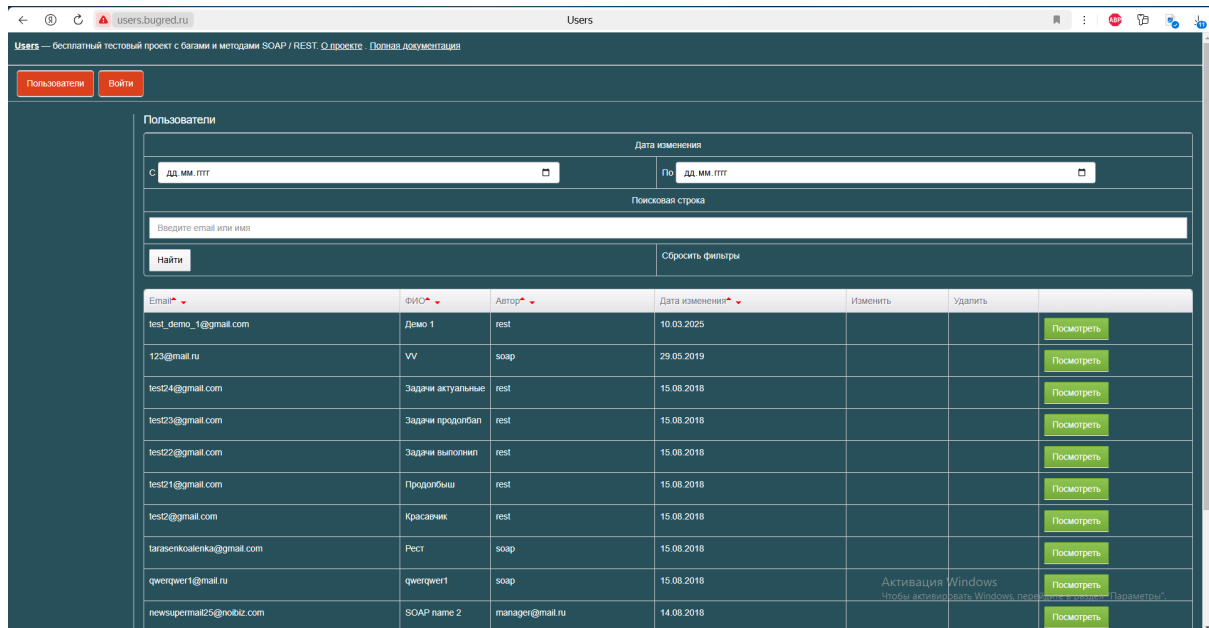 users.bugred.ru Users
Users — бесплатный тестовый проект с багами и методами SOAP / REST. О проекте . Полная документация
Пользователи Войти
Пользователи
Дата изменения
С дд.мм.гггг По дд.мм.гггг
Поисковая строка
Введите email или имя
Найти Сбросить фильтры
Email ФИО Автор Дата изменения Изменить Удалить
test_demo_1@gmail.com Демо 1 rest 10.03.2025 Посмотреть
123@mail.ru VV soap 29.05.2019 Посмотреть
test24@gmail.com Задачи актуальные rest 15.08.2018 Посмотреть
test23@gmail.com Задачи продолбал rest 15.08.2018 Посмотреть
test22@gmail.com Задачи выполнил rest 15.08.2018 Посмотреть
test21@gmail.com Продолбыш rest 15.08.2018 Посмотреть
test2@gmail.com Красавчик rest 15.08.2018 Посмотреть
tarasenkoalenka@gmail.com Рест soap 15.08.2018 Посмотреть
qwerqwer1@mail.ru qwerqwer1 soap 15.08.2018 Посмотреть
Активация Windows
Чтобы активировать Windows, перейдите в раздел "Параметры".
newsupermail25@noibiz.com SOAP name 2 manager@mail.ru 14.08.2018 Посмотреть